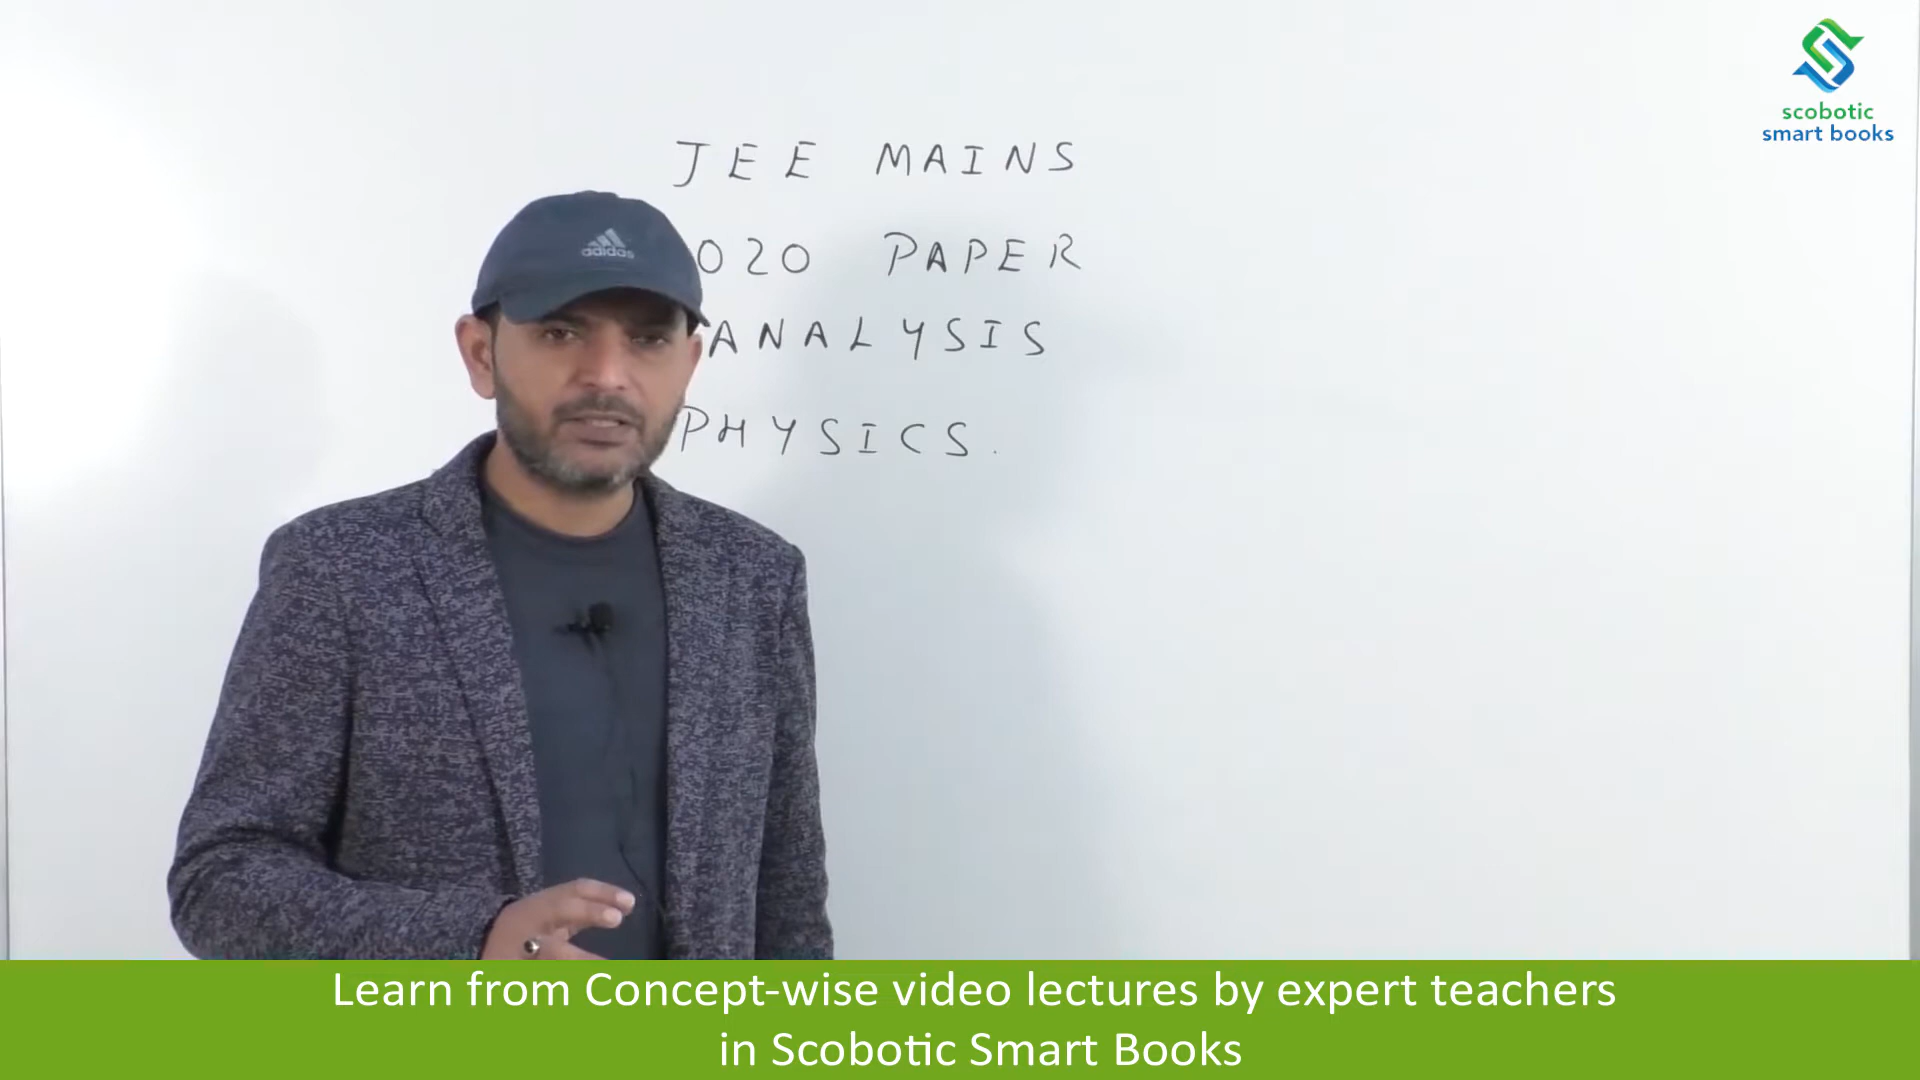 scobotic
smart books
JEE MAINS
020 PAPER
ANALYSIS
PHYSICS.
adidas
Learn from Concept-wise video lectures by expert teachers
in Scobotic Smart Books